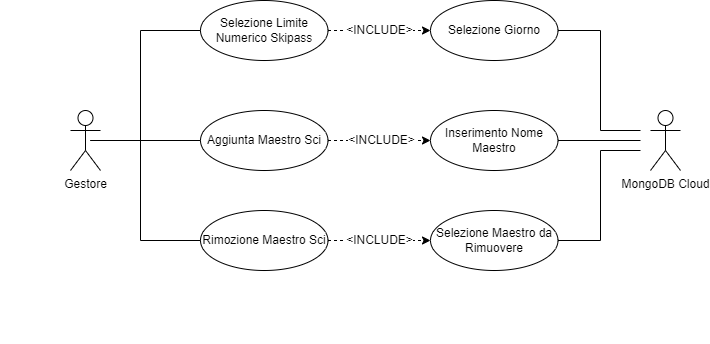 Selezione Limite
Numerico Skipass
<INCLUDE>
Selezione Giorno
Aggiunta Maestro Sci
<INCLUDE>
Inserimento Nome
Maestro
Gestore
MongoDB Cloud
Rimozione Maestro Sci
<INCLUDE>
Selezione Maestro da
Rimuovere